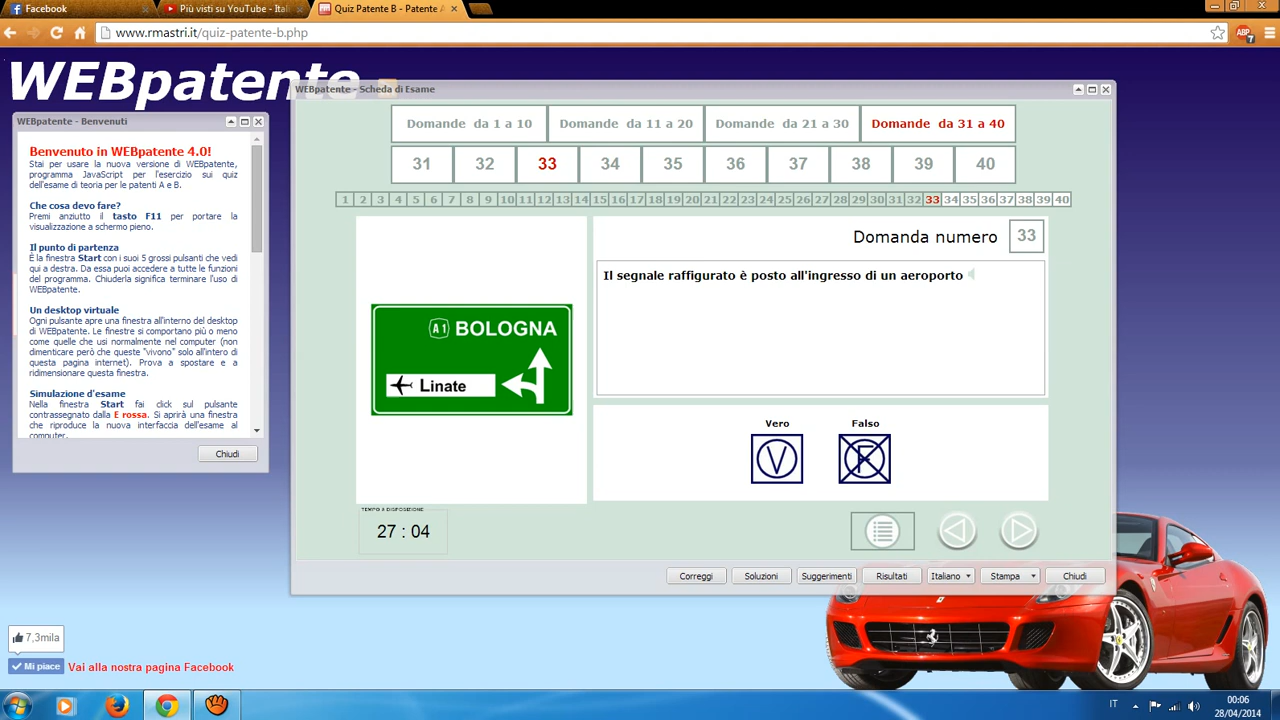 Facebook
Più visti su YouTube - Itali
Quiz Patente B - Patente A
www.rmastri.it/quiz-patente-b.php
ABP
7
WEBpatente
WEBpatente - Benvenuti
Benvenuto in WEBpatente 4.0!
Stai per usare la nuova versione di WEBpatente,
programma JavaScript per l'esercizio sui quiz
dell'esame di teoria per le patenti A e B.
Che cosa devo fare?
Premi anziutto il tasto F11 per portare la
visualizzazione a schermo pieno.
Il punto di partenza
È la finestra Start con i suoi 5 grossi pulsanti che vedi
qui a destra. Da essa puoi accedere a tutte le funzioni
del programma. Chiuderla significa terminare l'uso di
WEBpatente.
Un desktop virtuale
Ogni pulsante apre una finestra all'interno del desktop
di WEBpatente. Le finestre si comportano più o meno
come quelle che usi normalmente nel computer (non
dimenticare però che queste "vivono" solo all'intero di
questa pagina internet). Prova a spostare e a
ridimensionare questa finestra.
Simulazione d'esame
Nella finestra Start fai click sul pulsante
contrassegnato dalla E rossa. Si aprirà una finestra
che riproduce la nuova interfaccia dell'esame al
computer.
Chiudi
WEBpatente - Scheda di Esame
Domande da 1 a 10 Domande da 11 a 20 Domande da 21 a 30 Domande da 31 a 40
31 32 33 34 35 36 37 38 39 40
1 2 3 4 5 6 7 8 9 10 11 12 13 14 15 16 17 18 19 20 21 22 23 24 25 26 27 28 29 30 31 32 33 34 35 36 37 38 39 40
Domanda numero 33
Il segnale raffigurato è posto all'ingresso di un aeroporto
A1 BOLOGNA
Linate
Vero Falso
V F
TEMPO A DISPOSIZIONE
27 : 04
Correggi Soluzioni Suggerimenti Risultati Italiano Stampa Chiudi
7,3mila
Mi piace Vai alla nostra pagina Facebook
IT
00:06
28/04/2014